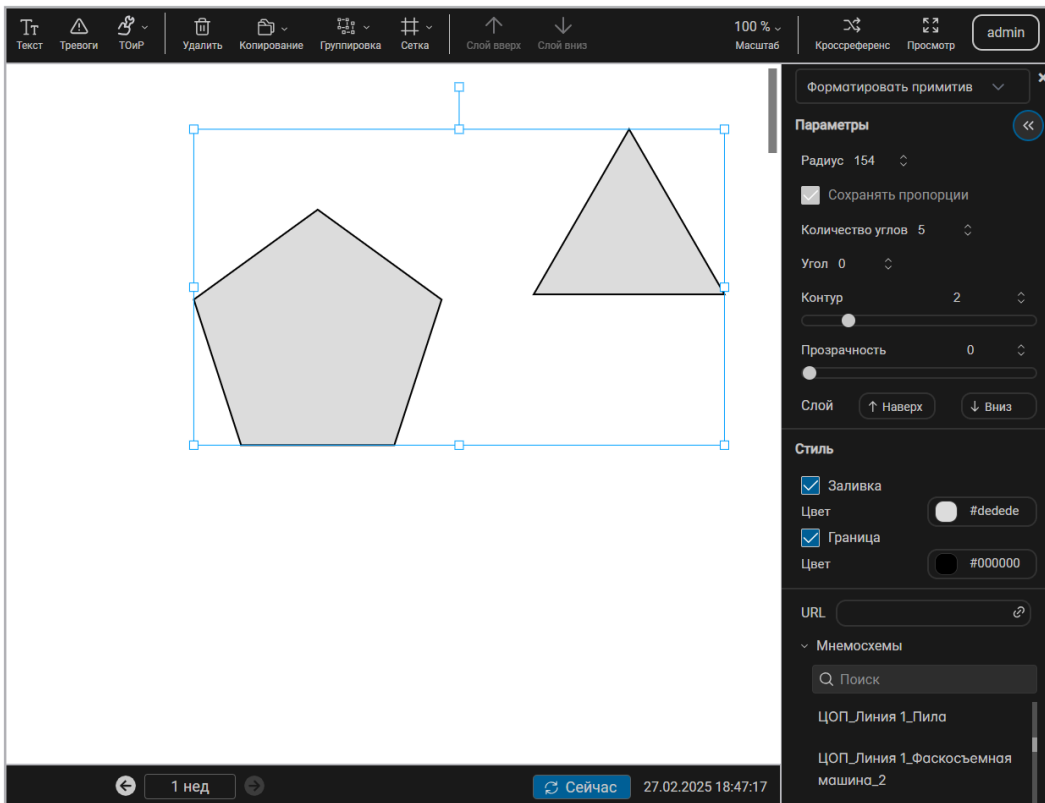 Текст Тревоги ТОиР Удалить Копирование Группировка Сетка Слой вверх Слой вниз 100 % Масштаб Кроссреференс Просмотр admin
Форматировать примитив
Параметры
Радиус 154
Сохранять пропорции
Количество углов 5
Угол 0
Контур 2
Прозрачность 0
Слой Наверх Вниз
Стиль
Заливка
Цвет #dedede
Граница
Цвет #000000
URL
Мнемосхемы
Поиск
ЦОП_Линия 1_Пила
ЦОП_Линия 1_Фаскосъемная
машина_2
1 нед Сейчас 27.02.2025 18:47:17